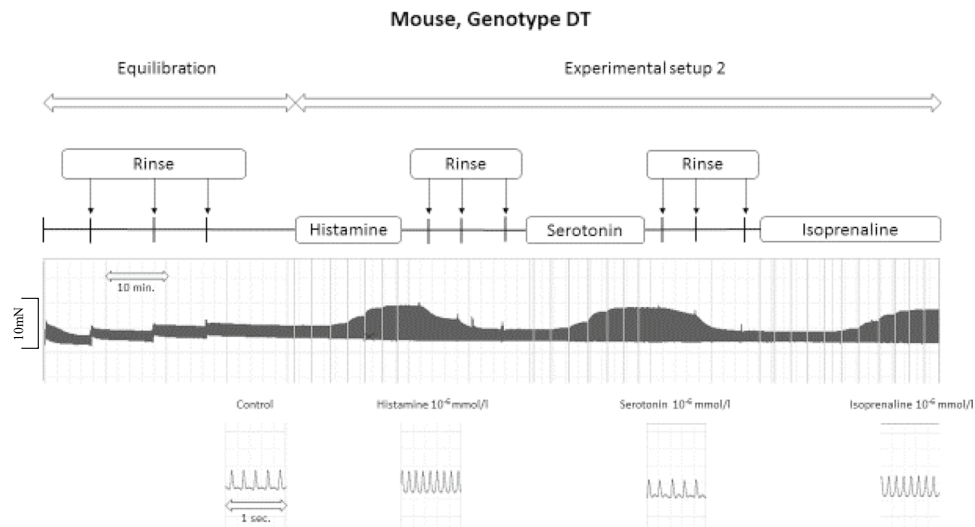 Mouse, Genotype DT
Equilibration
Experimental setup 2
Rinse
Rinse
Rinse
Histamine
Serotonin
Isoprenaline
10 min.
10mN
Control
Histamine 10⁻⁶ mmol/l
Serotonin 10⁻⁶ mmol/l
Isoprenaline 10⁻⁶ mmol/l
1 sec.